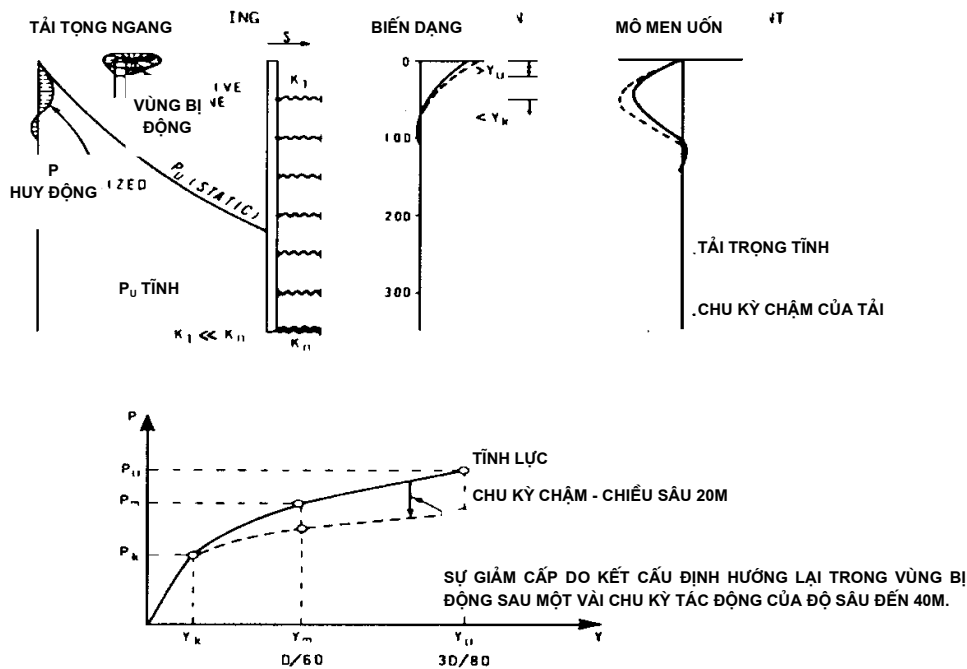 ING
TẢI TỌNG NGANG
S
BIẾN DẠNG
N
MÔ MEN UỐN
NT
K₁
IVE
VÙNG BỊ
ĐỘNG
NE
P
HUY ĐỘNG
IZED
Pᵤ (STATIC)
Pᵤ TĨNH
K₁ << Kₙ
Kₙ
0
100
200
300
>Yᵤ
< Yₖ
TẢI TRỌNG TĨNH
CHU KỲ CHẬM CỦA TẢI
P
Pᵤ
Pₘ
Pₖ
TĨNH LỰC
CHU KỲ CHẬM - CHIỀU SÂU 20M
SỰ GIẢM CẤP DO KẾT CẤU ĐỊNH HƯỚNG LẠI TRONG VÙNG BỊ
ĐỘNG SAU MỘT VÀI CHU KỲ TÁC ĐỘNG CỦA ĐỘ SÂU ĐẾN 40M.
Yₖ
Yₘ
Yᵤ
Y
D/60
3D/80